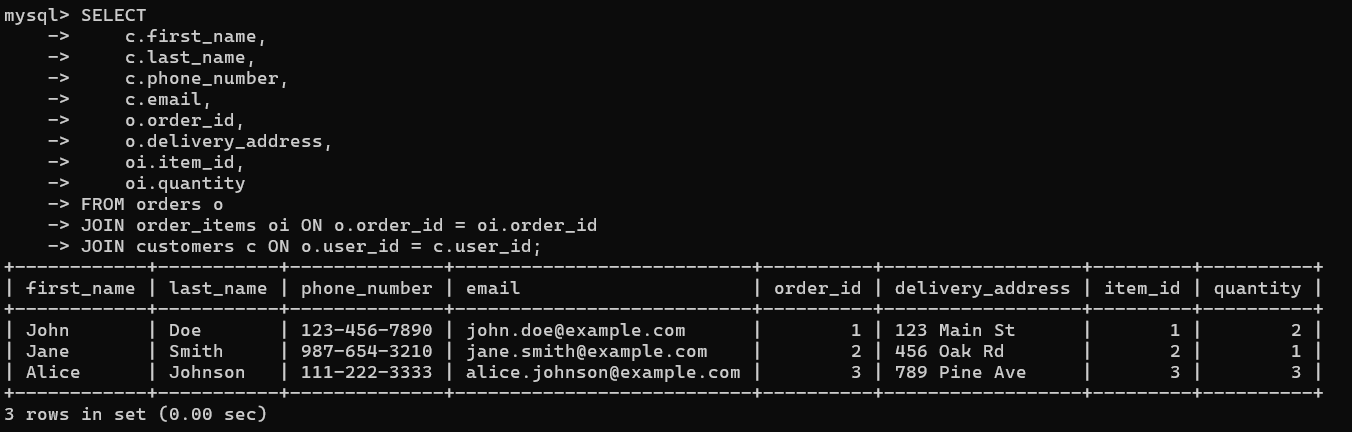 mysql> SELECT
    ->     c.first_name,
    ->     c.last_name,
    ->     c.phone_number,
    ->     c.email,
    ->     o.order_id,
    ->     o.delivery_address,
    ->     oi.item_id,
    ->     oi.quantity
    -> FROM orders o
    -> JOIN order_items oi ON o.order_id = oi.order_id
    -> JOIN customers c ON o.user_id = c.user_id;
+------------+-----------+--------------+---------------------------+----------+------------------+---------+----------+
| first_name | last_name | phone_number | email                     | order_id | delivery_address | item_id | quantity |
+------------+-----------+--------------+---------------------------+----------+------------------+---------+----------+
| John       | Doe       | 123-456-7890 | john.doe@example.com      |        1 | 123 Main St      |       1 |        2 |
| Jane       | Smith     | 987-654-3210 | jane.smith@example.com    |        2 | 456 Oak Rd       |       2 |        1 |
| Alice      | Johnson   | 111-222-3333 | alice.johnson@example.com |        3 | 789 Pine Ave     |       3 |        3 |
+------------+-----------+--------------+---------------------------+----------+------------------+---------+----------+
3 rows in set (0.00 sec)